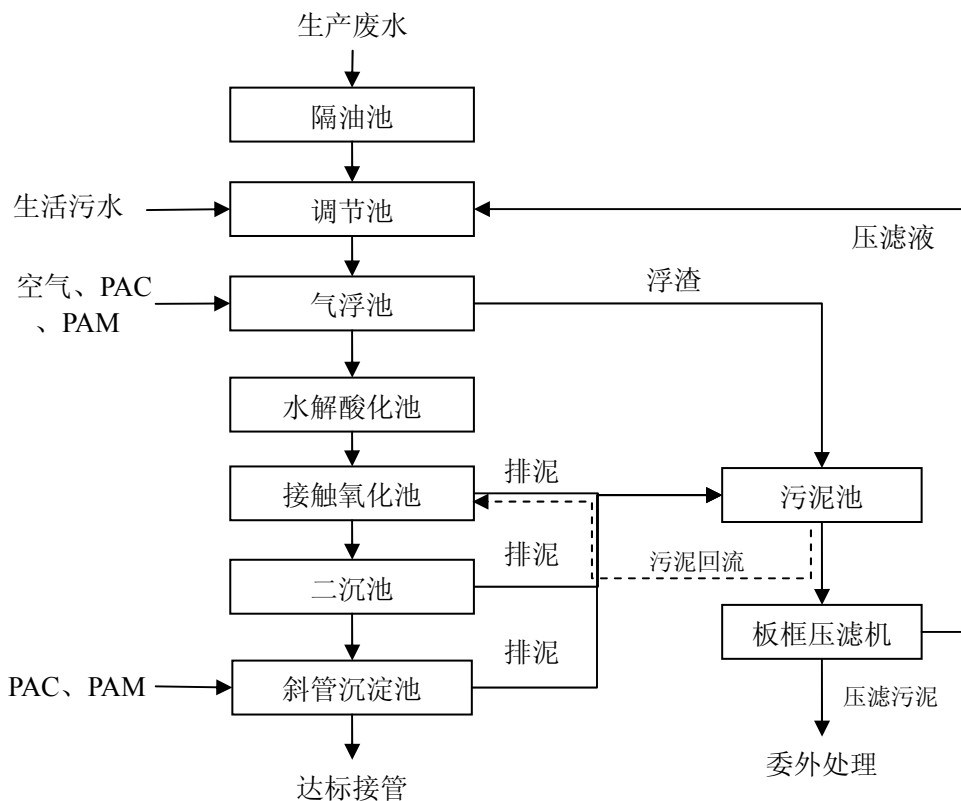 生产废水
隔油池
生活污水
调节池
压滤液
空气、PAC
、PAM
气浮池
浮渣
水解酸化池
接触氧化池
排泥
污泥池
排泥
污泥回流
二沉池
板框压滤机
排泥
PAC、PAM
斜管沉淀池
压滤污泥
达标接管
委外处理